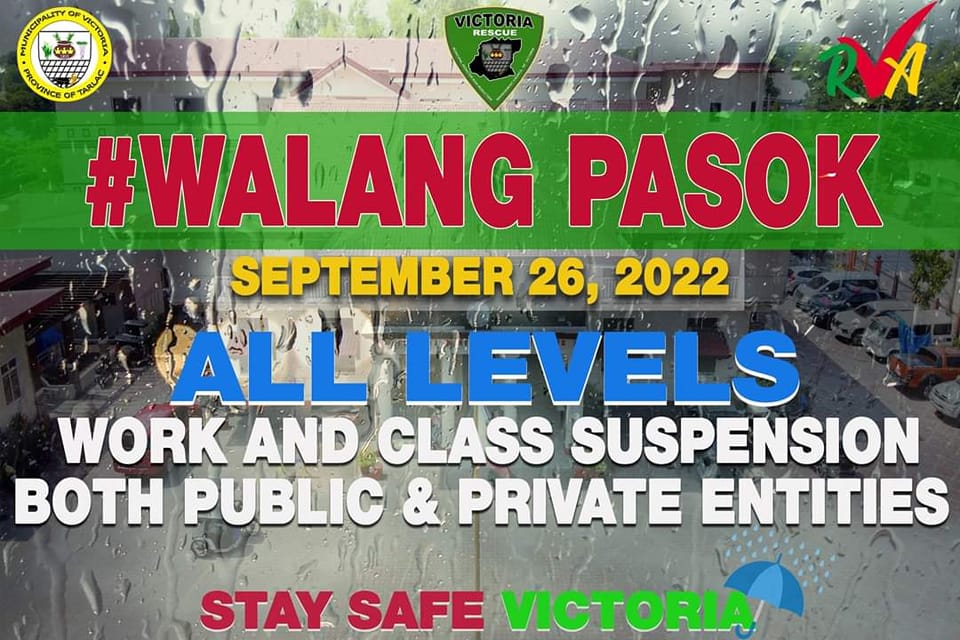 MUNICIPALITY OF VICTORIA
PROVINCE OF TARLAC
VICTORIA
RESCUE
RVA
#WALANG PASOK
SEPTEMBER 26, 2022
ALL LEVELS
WORK AND CLASS SUSPENSION
BOTH PUBLIC & PRIVATE ENTITIES
STAY SAFE VICTORIA